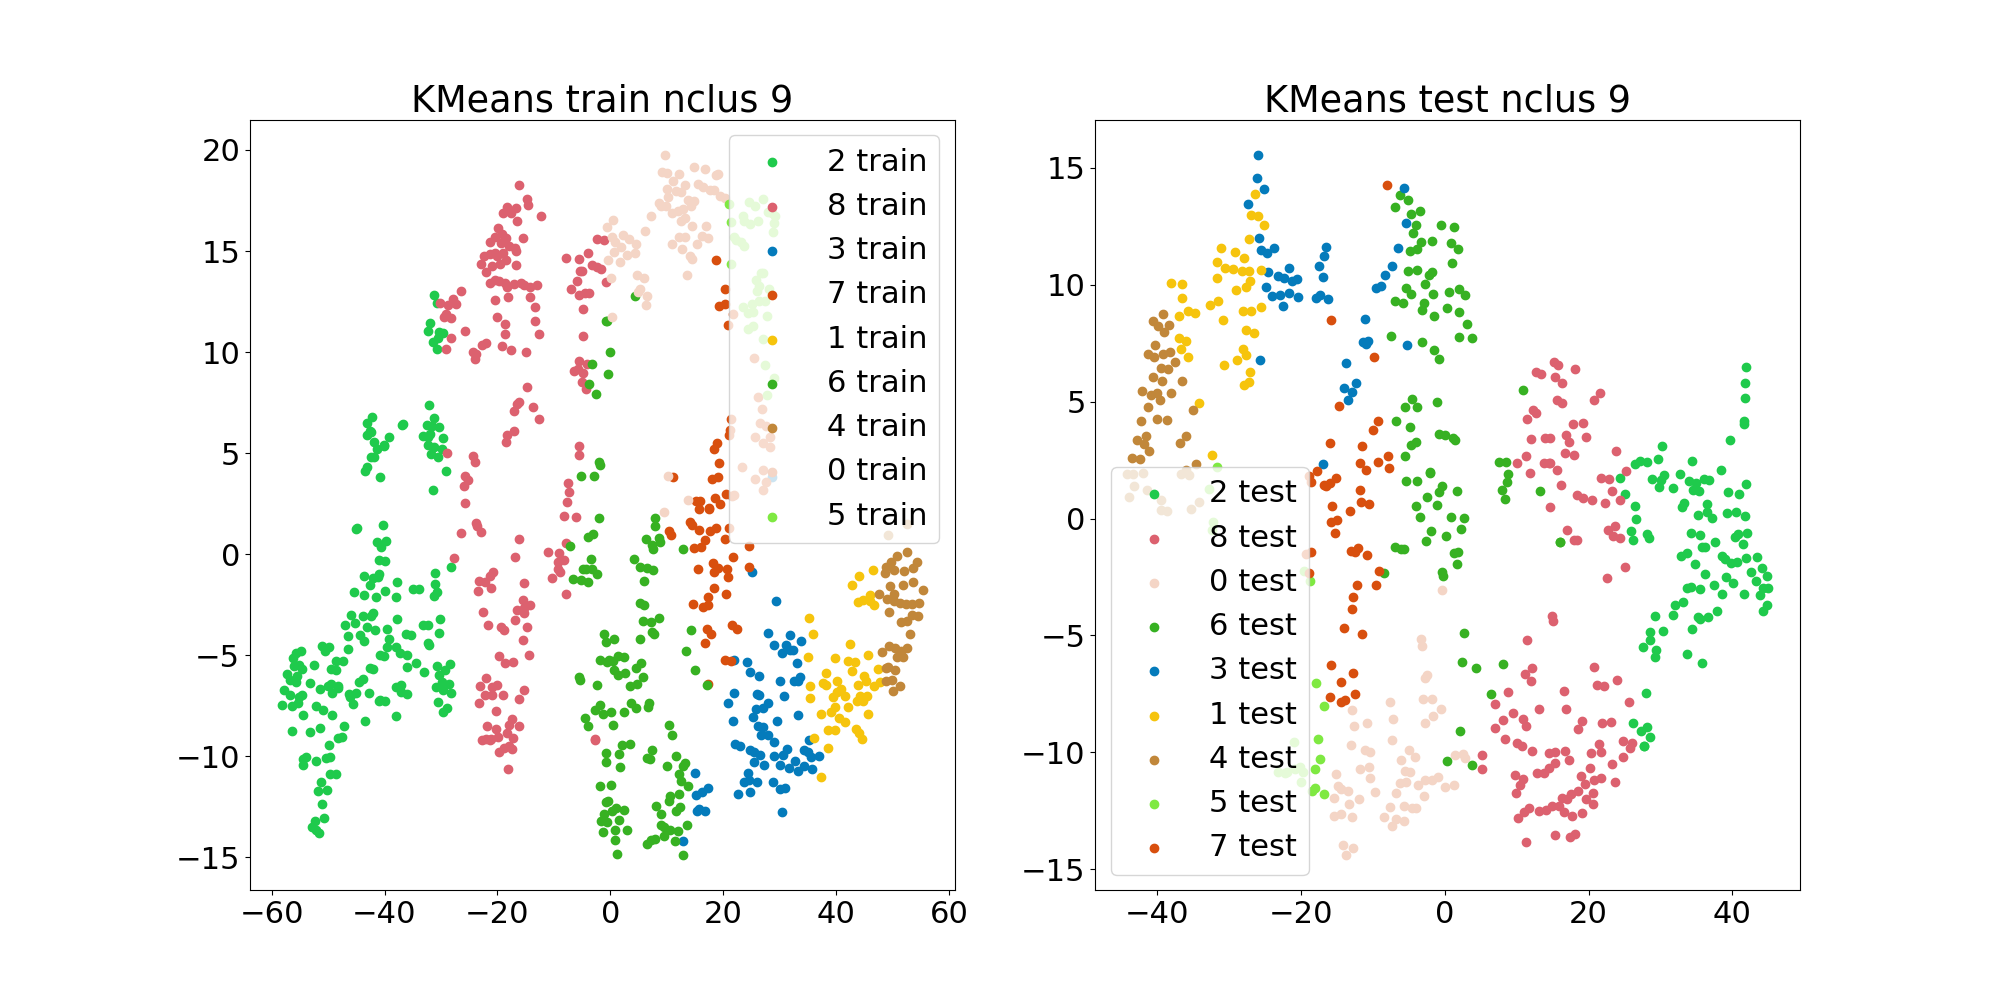 KMeans train nclus 9
20
15
10
5
0
−5
−10
−15
−60
−40
−20
0
20
40
60
2 train
8 train
3 train
7 train
1 train
6 train
4 train
0 train
5 train
KMeans test nclus 9
15
10
5
0
−5
−10
−15
−40
−20
0
20
40
2 test
8 test
0 test
6 test
3 test
1 test
4 test
5 test
7 test